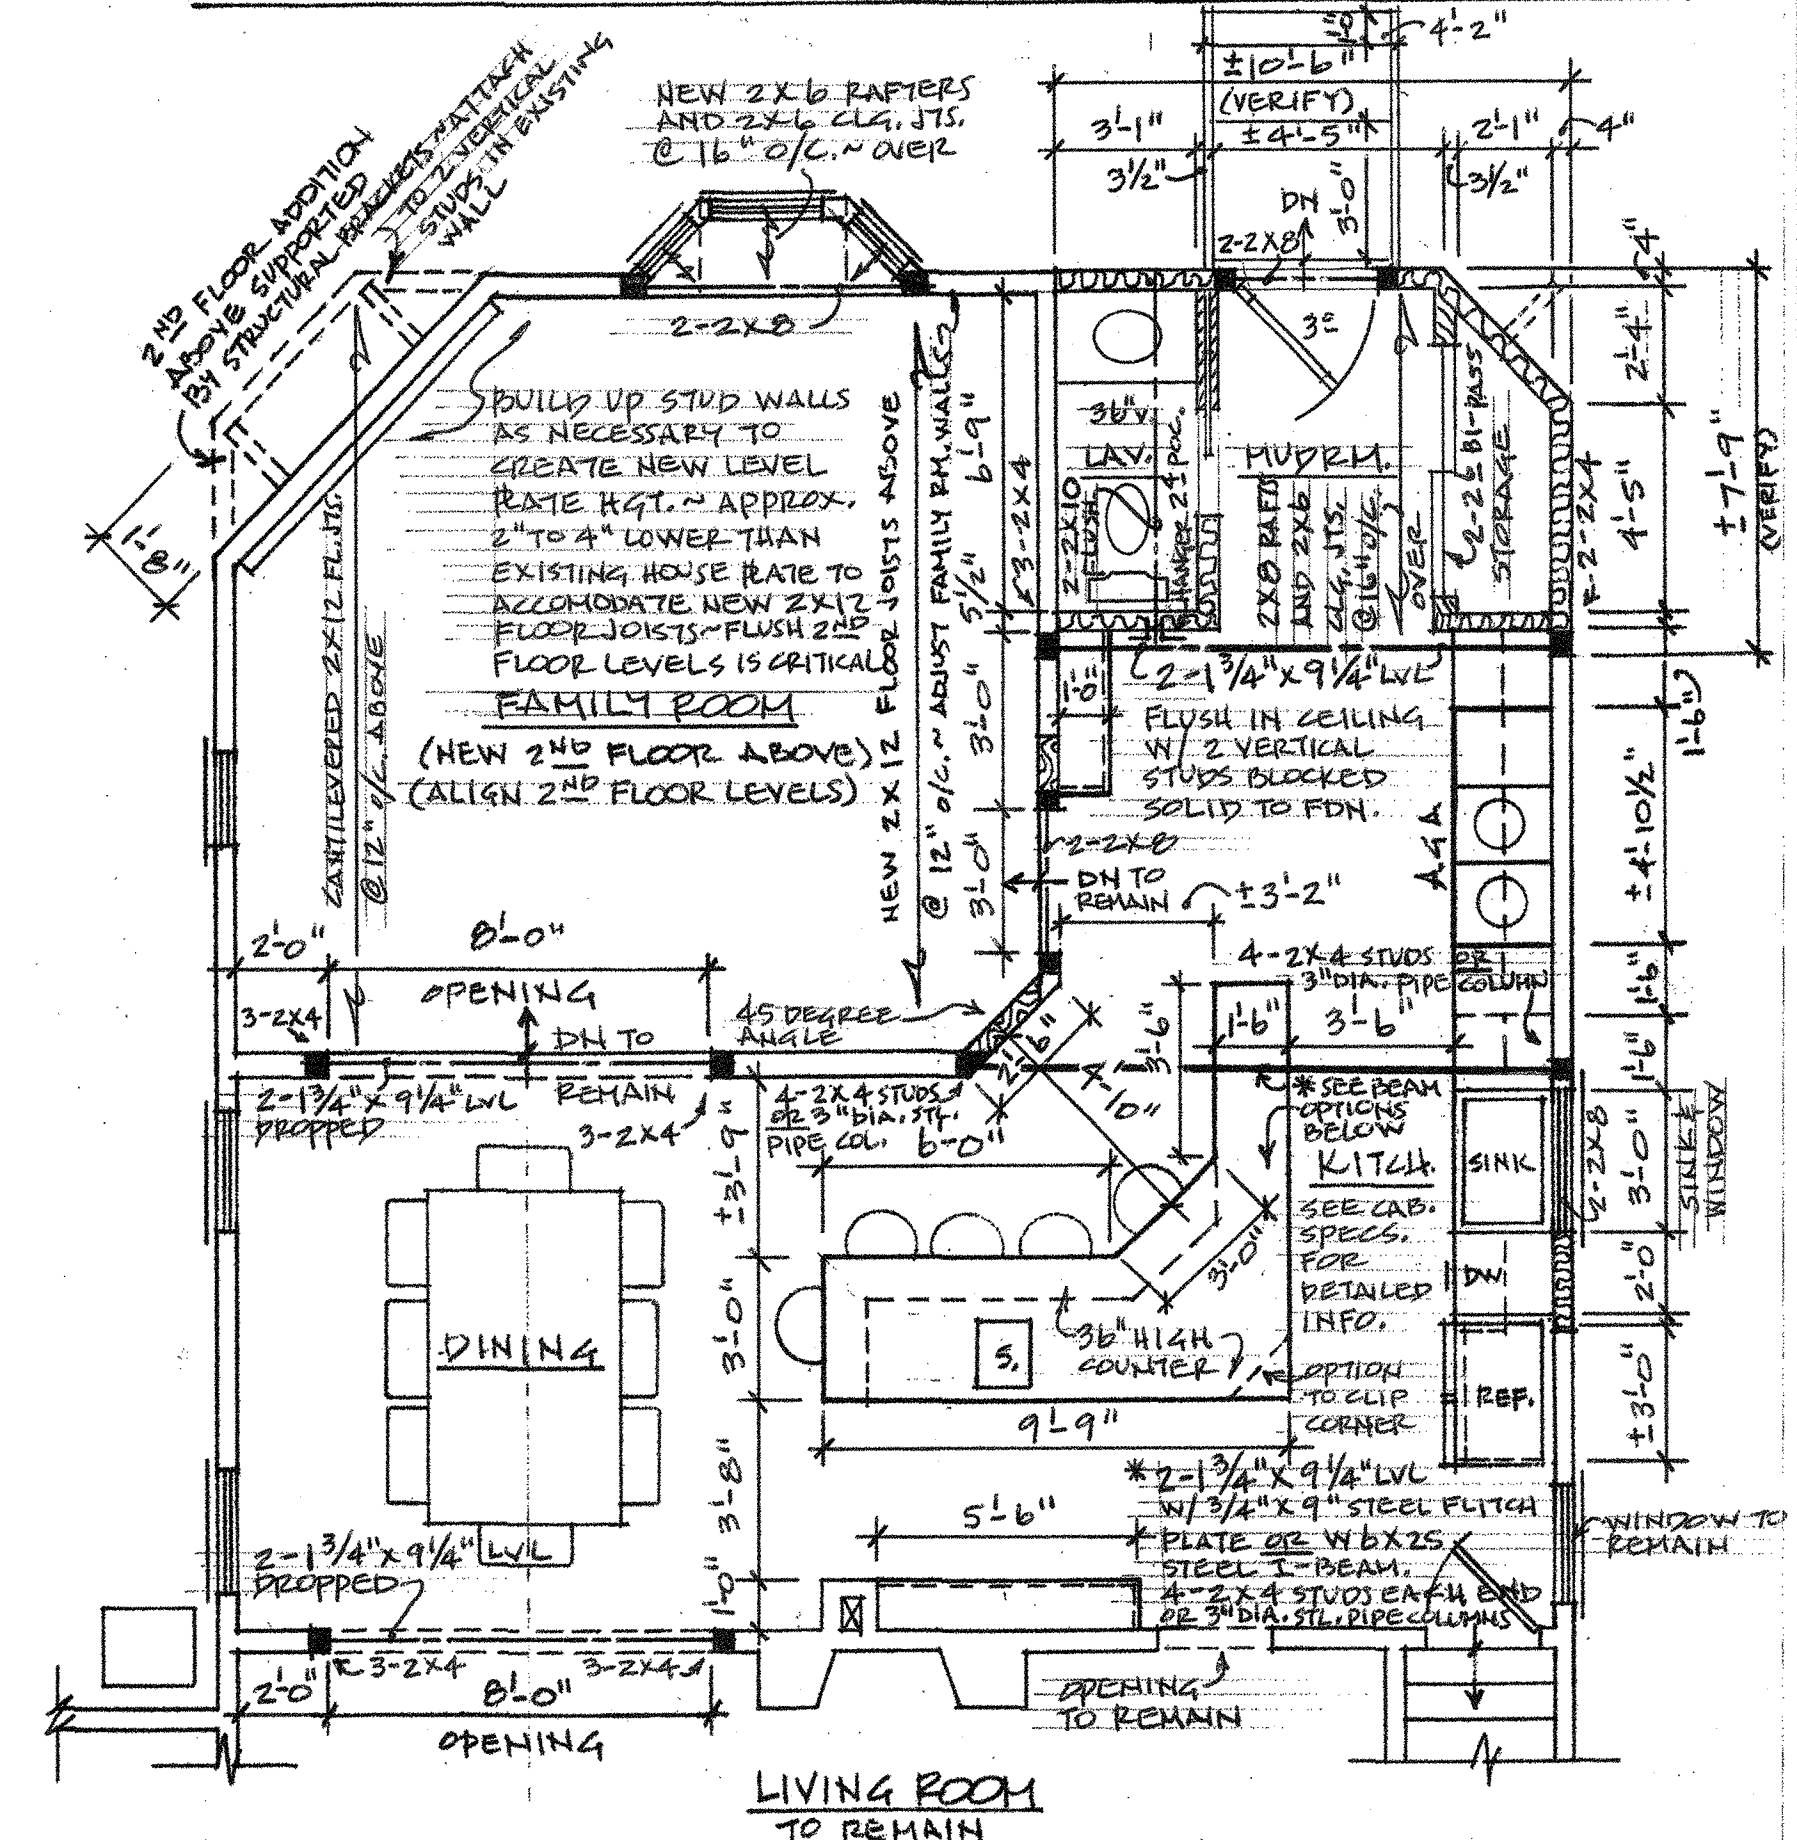 2ND FLOOR ADDITION
ABOVE SUPPORTED
BY STRUCTURAL BRACKETS ~ ATTACH
TO 2 VERTICAL
STUDS IN EXISTING
WALL
NEW 2X6 RAFTERS
AND 2X6 CLG. JTS.
@ 16" O/C. ~ OVER
1'-0"
4'-2"
±10'-6"
(VERIFY)
3'-1"
±4'-5"
2'-1"
4"
3½"
3½"
DN
3'-0"
2-2X8
4"
2'-4"
±7'-9"
(VERIFY)
2-2X8
3°
BUILD UP STUD WALLS
AS NECESSARY TO
CREATE NEW LEVEL
PLATE HGT. ~ APPROX.
2" TO 4" LOWER THAN
EXISTING HOUSE PLATE TO
ACCOMODATE NEW 2X12
FLOOR JOISTS ~ FLUSH 2ND
FLOOR LEVELS IS CRITICAL
FAMILY ROOM
(NEW 2ND FLOOR ABOVE)
(ALIGN 2ND FLOOR LEVELS)
1'-8"
CANTILEVERED 2X12 FL. JTS.
@ 12" O/C. ABOVE
NEW 2X12 FLOOR JOISTS ABOVE
@ 12" O/C. ~ ADJUST FAMILY RM. WALLS
6'-9"
5½"
3'-0"
3'-0"
3-2X4
36" V.
LAV.
2-2X10
FLUSH
HANGER
24 POC.
MUDRM.
2X8 RAFTS
AND 2X6
CLG. JTS.
@ 16" O/C.
OVER
2-26 BI-PASS
STORAGE
2-2X4
4'-5"
1'-6"
1'-0"
2-1¾" X 9¼" LVL
FLUSH IN CEILING
W/ 2 VERTICAL
STUDS BLOCKED
SOLID TO FDN.
2-2X8
DN TO
REMAIN
±3'-2"
AGA
±4'-10½"
4-2X4 STUDS OR
3" DIA. PIPE COLUMN
1'-6"
1'-6"
2'-0"
8'-0"
OPENING
3-2X4
DN TO
REMAIN
45 DEGREE
ANGLE
2'-6"
3'-6"
1'-6"
3'-6"
4'-0"
2-1¾" X 9¼" LVL
DROPPED
3-2X4
4-2X4 STUDS
OR 3" DIA. STL.
PIPE COL.
6'-0"
±3'-9"
* SEE BEAM
OPTIONS
BELOW
KITCH.
SEE CAB.
SPECS.
FOR
DETAILED
INFO.
SINK
2-2X8
3'-0"
SINK &
WINDOW
3'-0"
DW
2'-0"
DINING
3'-0"
S.
36" HIGH
COUNTER
OPTION
TO CLIP
CORNER
REF.
±3'-0"
9'-9"
3'-8"
5'-6"
* 2-1¾" X 9¼" LVL
W/ 3/4" X 9" STEEL FLITCH
PLATE OR W6X25
STEEL I-BEAM.
4-2X4 STUDS EACH END
OR 3" DIA. STL. PIPE COLUMNS
WINDOW TO
REMAIN
2-1¾" X 9¼" LVL
DROPPED
1'-0"
3-2X4
3-2X4
2'-0"
8'-0"
OPENING
OPENING
TO REMAIN
LIVING ROOM
TO REMAIN